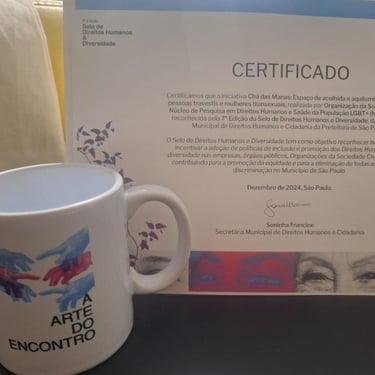 7ª Edição
Selo de
Direitos Humanos
& Diversidade
CERTIFICADO
Certificamos que a iniciativa Chá das Manas: Espaço de acolhida e aquilomb
pessoas travestis e mulheres transexuais, realizada por Organização da So
Núcleo de Pesquisa em Direitos Humanos e Saúde da População LGBT+ (N
reconhecida pela 7ª Edição do Selo de Direitos Humanos e Diversidade, da
Municipal de Direitos Humanos e Cidadania da Prefeitura de São P
O Selo de Direitos Humanos e Diversidade tem como objetivo reconhecer b
incentivar a adoção de políticas de inclusão e promoção dos Direitos Hum
diversidade nas empresas, órgãos públicos, Organizações da Sociedade Civi
contribuindo para a promoção da equidade e para a eliminação de todas a
discriminação no Município de São Paulo
Dezembro de 2024, São Paulo.
Soninha Francine
Secretária Municipal de Direitos Humanos e Cidadania
A
ARTE
DO
ENCONTRO